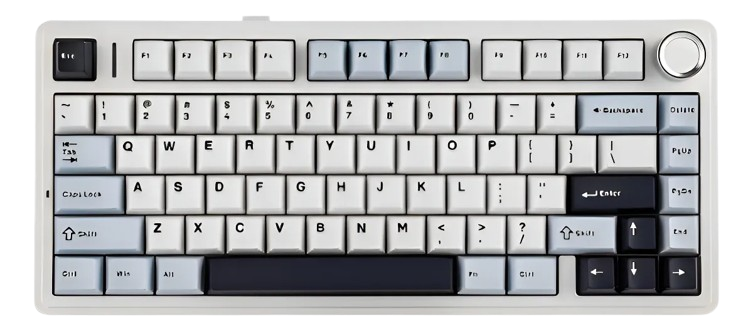 Esc F1 F2 F3 F4 F5 F6 F7 F8 F9 F10 F11 F12
~ ` ! 1 @ 2 # 3 $ 4 % 5 ^ 6 & 7 * 8 ( 9 ) 0 — - + = Backspace Delete
Tab Q W E R T Y U I O P { [ } ] | \ PgUp
Caps Lock A S D F G H J K L : ; " ' Enter PgDn
Shift Z X C V B N M < , > . ? / Shift End
Ctrl Win Alt Fn Ctrl